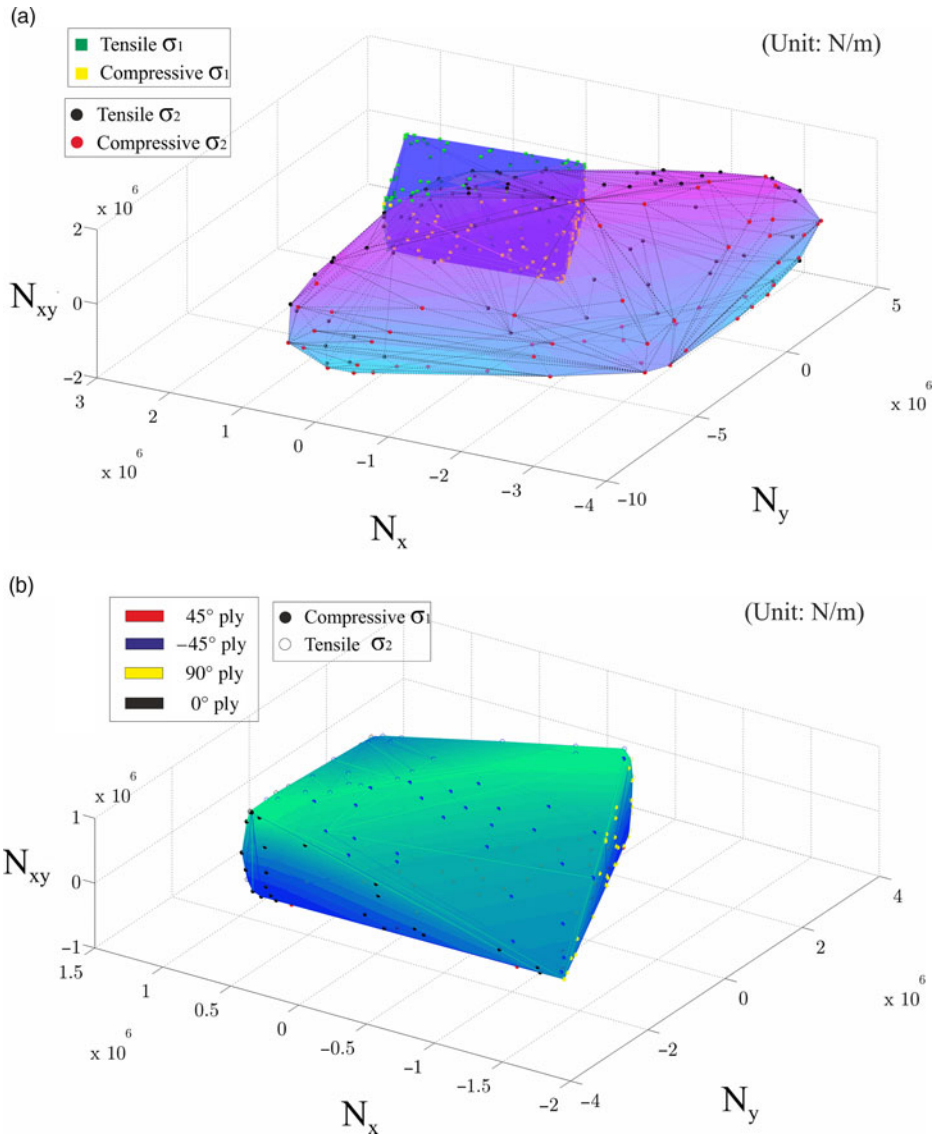 (a)
Tensile σ1
Compressive σ1
Tensile σ2
Compressive σ2
(Unit: N/m)
x 10 6
2
0
−2
Nxy
3
2
1
0
−1
−2
−3
−4
x 10 6
Nx
−10
−5
0
5
x 10 6
Ny
(b)
45° ply
−45° ply
90° ply
0° ply
Compressive σ1
Tensile σ2
(Unit: N/m)
x 10 6
1
0
−1
Nxy
1.5
1
0.5
0
−0.5
−1
−1.5
−2
x 10 6
Nx
−4
−2
0
2
4
x 10 6
Ny